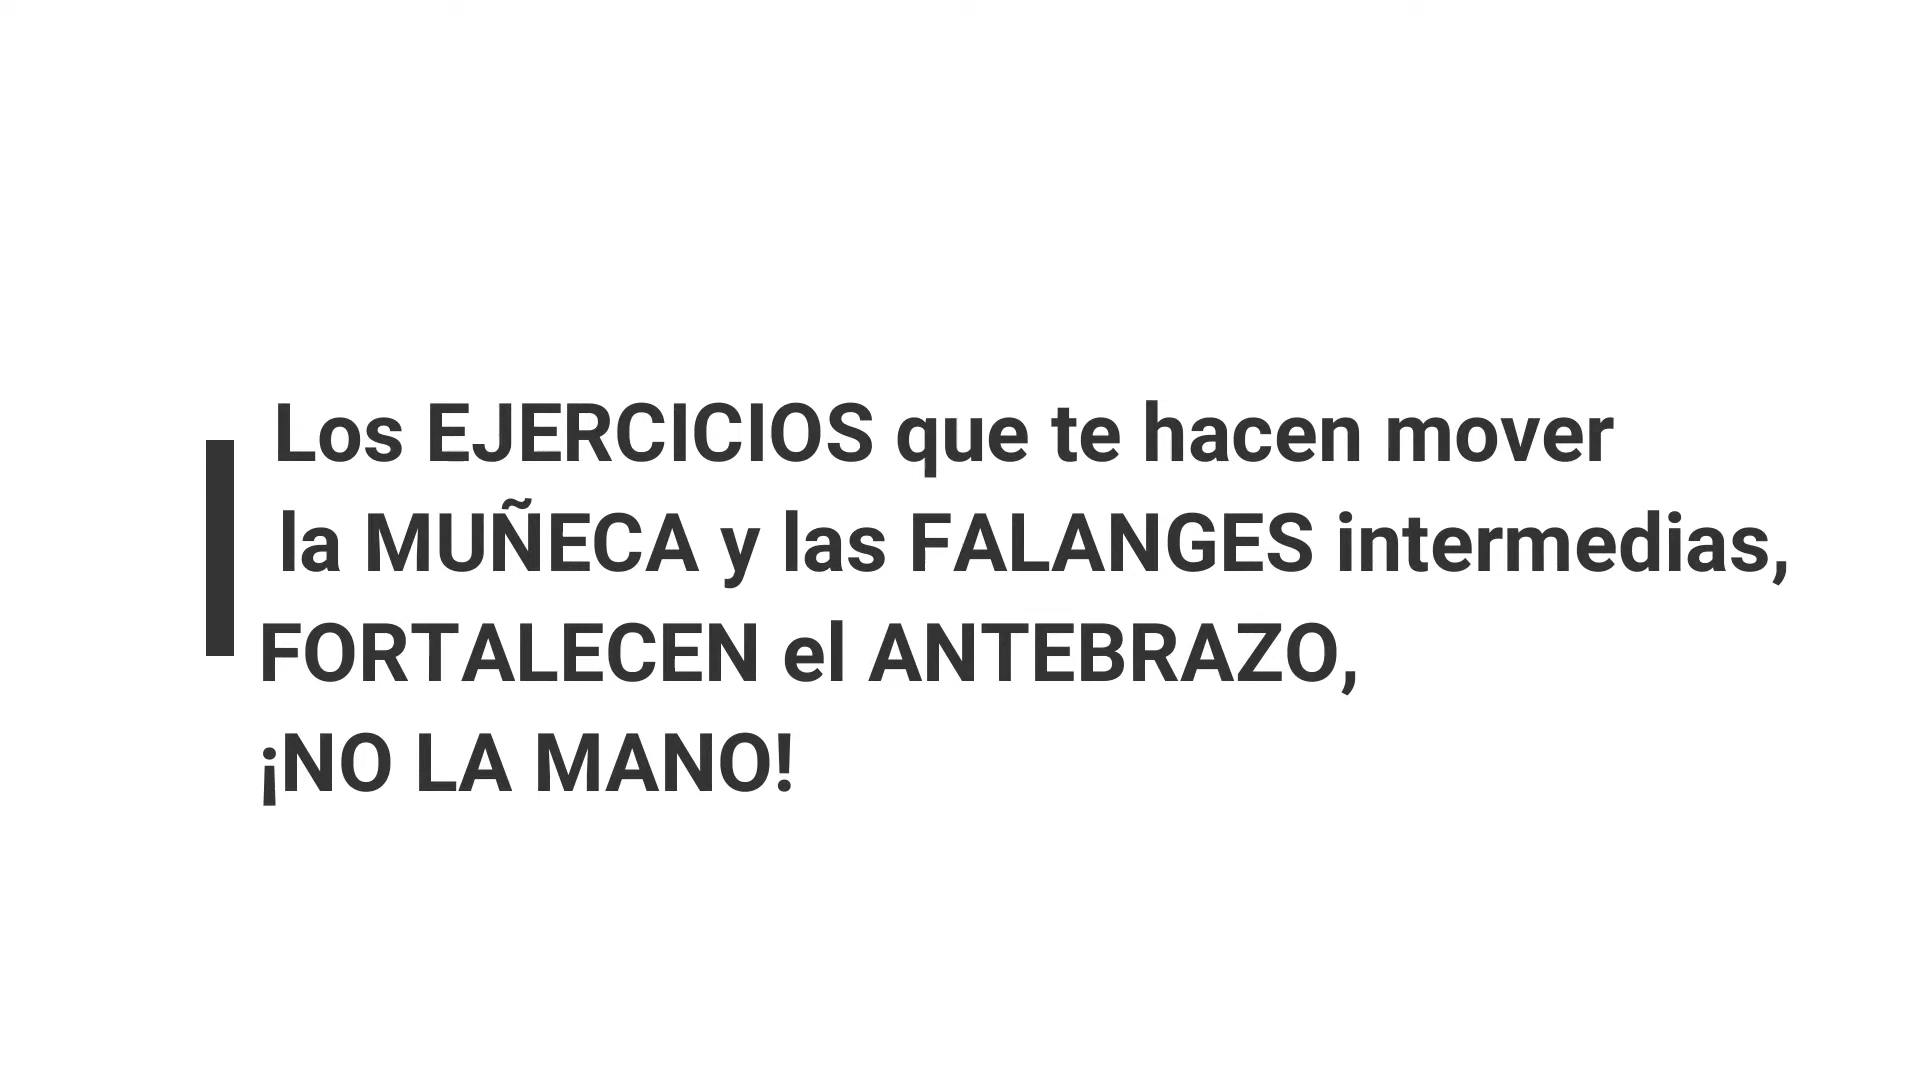 Los EJERCICIOS que te hacen mover
la MUÑECA y las FALANGES intermedias,
FORTALECEN el ANTEBRAZO,
¡NO LA MANO!